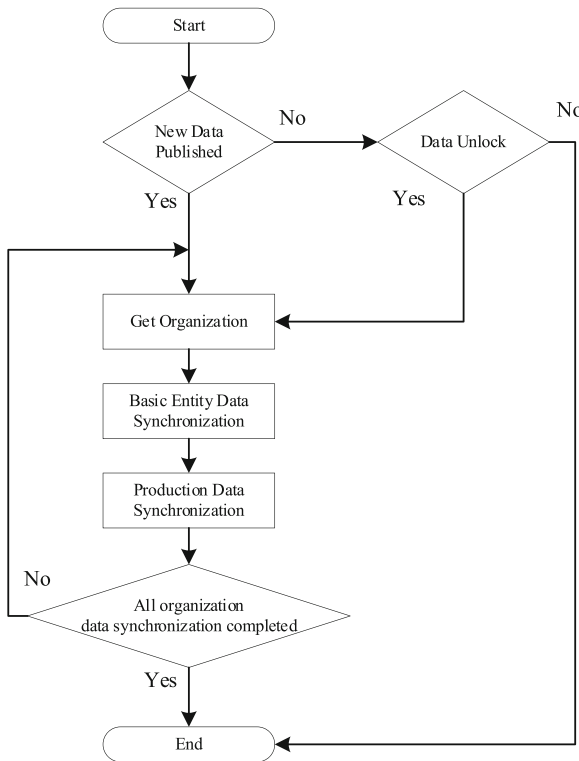 Start
New Data
Published
No
Data Unlock
No
Yes
Yes
Get Organization
Basic Entity Data
Synchronization
Production Data
Synchronization
No
All organization
data synchronization completed
Yes
End